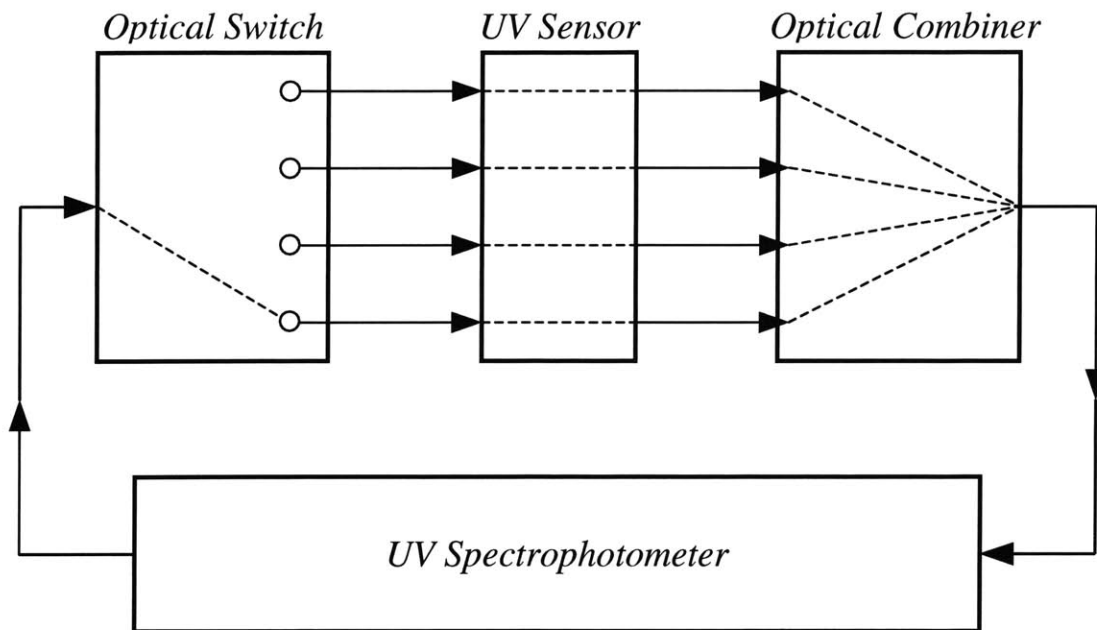 Optical Switch
UV Sensor
Optical Combiner
UV Spectrophotometer